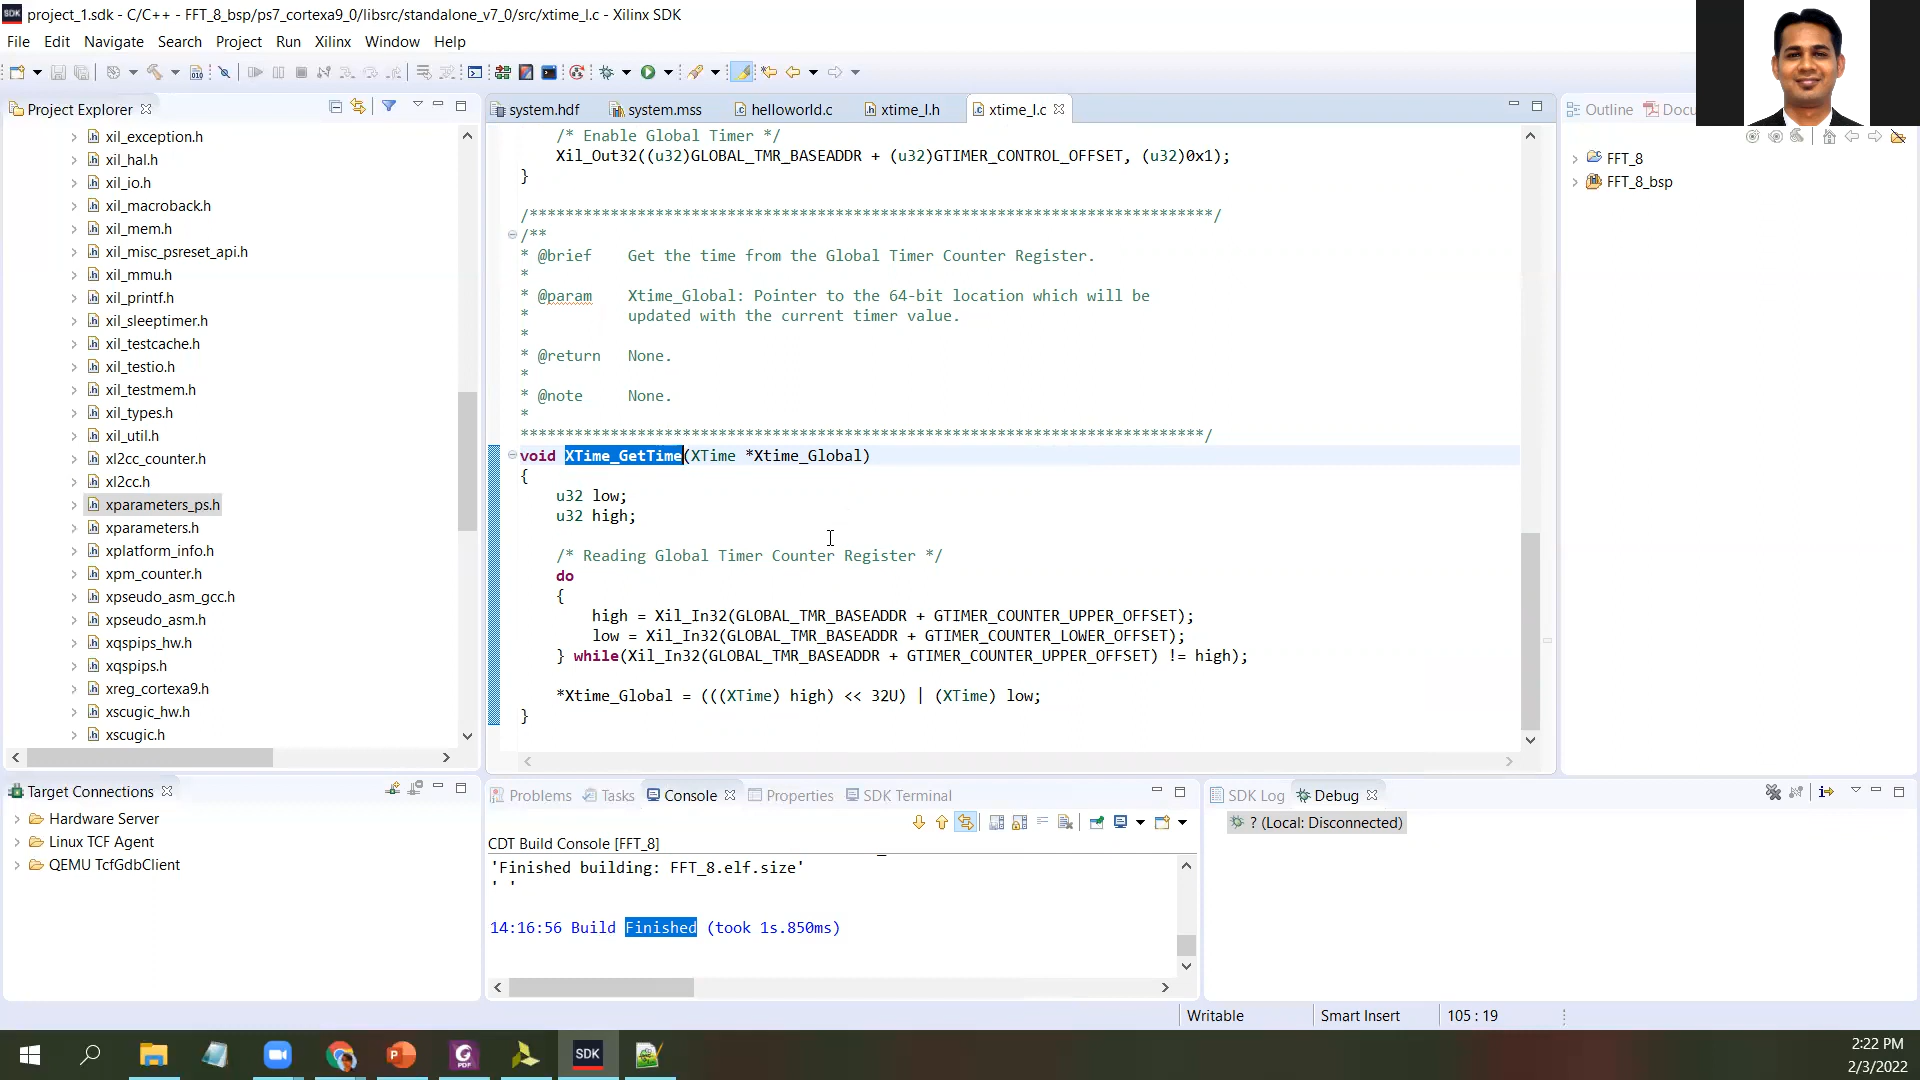 project_1.sdk - C/C++ - FFT_8_bsp/ps7_cortexa9_0/libsrc/standalone_v7_0/src/xtime_l.c - Xilinx SDK
File Edit Navigate Search Project Run Xilinx Window Help
Project Explorer
xil_exception.h
xil_hal.h
xil_io.h
xil_macroback.h
xil_mem.h
xil_misc_psreset_api.h
xil_mmu.h
xil_printf.h
xil_sleeptimer.h
xil_testcache.h
xil_testio.h
xil_testmem.h
xil_types.h
xil_util.h
xl2cc_counter.h
xl2cc.h
xparameters_ps.h
xparameters.h
xplatform_info.h
xpm_counter.h
xpseudo_asm_gcc.h
xpseudo_asm.h
xqspips_hw.h
xqspips.h
xreg_cortexa9.h
xscugic_hw.h
xscugic.h
system.hdf system.mss helloworld.c xtime_l.h xtime_l.c
/* Enable Global Timer */
Xil_Out32((u32)GLOBAL_TMR_BASEADDR + (u32)GTIMER_CONTROL_OFFSET, (u32)0x1);
}
/****************************************************************************/
/**
* @brief Get the time from the Global Timer Counter Register.
*
* @param Xtime_Global: Pointer to the 64-bit location which will be
* updated with the current timer value.
*
* @return None.
*
* @note None.
*
****************************************************************************/
void XTime_GetTime(XTime *Xtime_Global)
{
u32 low;
u32 high;
/* Reading Global Timer Counter Register */
do
{
high = Xil_In32(GLOBAL_TMR_BASEADDR + GTIMER_COUNTER_UPPER_OFFSET);
low = Xil_In32(GLOBAL_TMR_BASEADDR + GTIMER_COUNTER_LOWER_OFFSET);
} while(Xil_In32(GLOBAL_TMR_BASEADDR + GTIMER_COUNTER_UPPER_OFFSET) != high);
*Xtime_Global = (((XTime) high) << 32U) | (XTime) low;
}
Outline Docu
FFT_8
FFT_8_bsp
Target Connections
Hardware Server
Linux TCF Agent
QEMU TcfGdbClient
Problems Tasks Console Properties SDK Terminal
CDT Build Console [FFT_8]
'Finished building: FFT_8.elf.size'
' '
14:16:56 Build Finished (took 1s.850ms)
SDK Log Debug
? (Local: Disconnected)
Writable Smart Insert 105 : 19
SDK
2:22 PM
2/3/2022